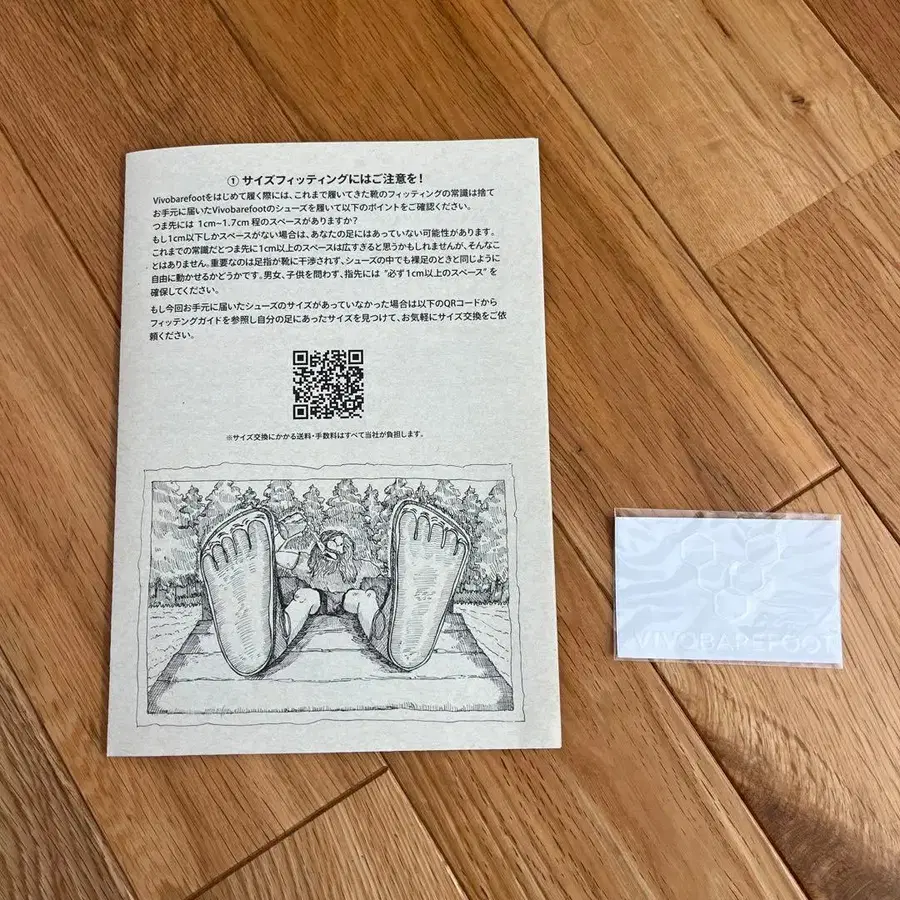 ① サイズフィッティングにはご注意を！
Vivobarefootをはじめて履く際には、これまで履いてきた靴のフィッティングの常識は捨て
お手元に届いたVivobarefootのシューズを履いて以下のポイントをご確認ください。
つま先には 1cm~1.7cm 程のスペースがありますか？
もし1cm以下しかスペースがない場合は、あなたの足にはあっていない可能性があります。
これまでの常識だとつま先に1cm以上のスペースは広すぎると思うかもしれませんが、そんなこ
とはありません。重要なのは足指が靴に干渉されず、シューズの中でも裸足のときと同じように
自由に動かせるかどうかです。男女、子供を問わず、指先には “必ず1cm以上のスペース” を
確保してください。
もし今回お手元に届いたシューズのサイズがあっていなかった場合は以下のQRコードから
フィッテングガイドを参照し自分の足にあったサイズを見つけて、お気軽にサイズ交換をご依
頼ください。
※サイズ交換にかかる送料・手数料はすべて当社が負担します。
VIVOBAREFOOT